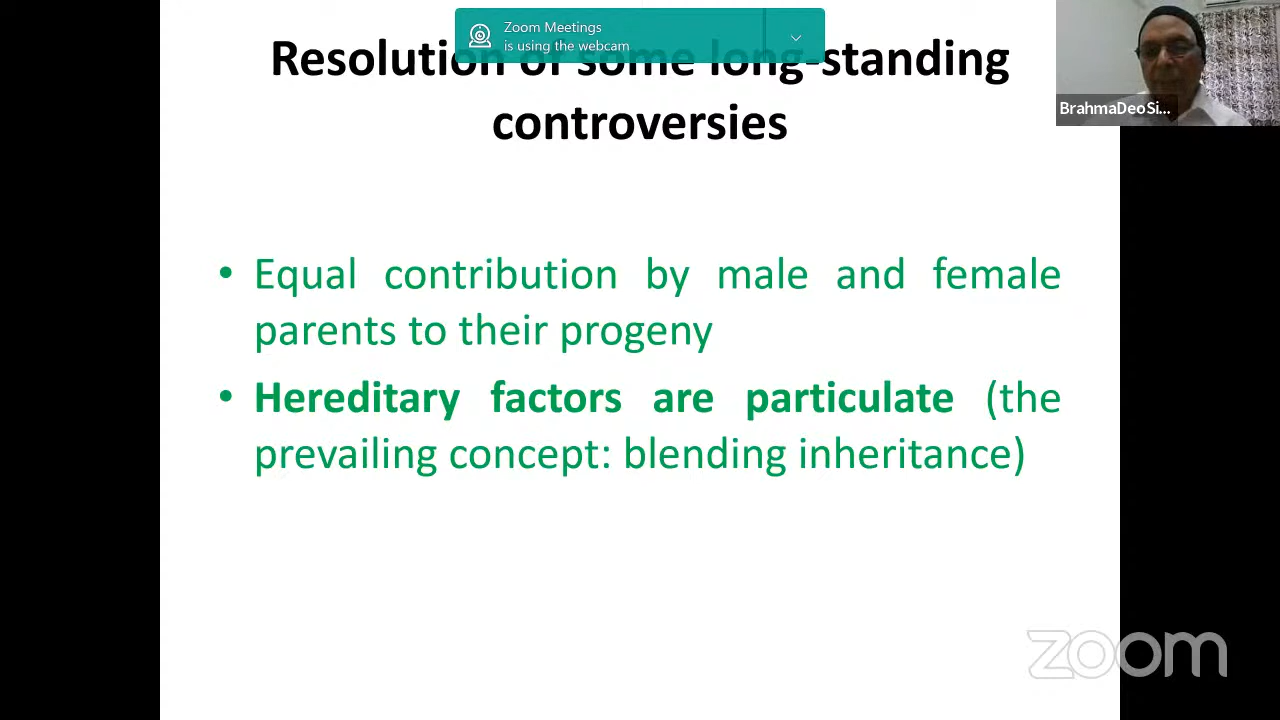 Zoom Meetings
is using the webcam
Resolution of some long-standing
controversies
BrahmaDeoSi...
• Equal contribution by male and female
parents to their progeny
• Hereditary factors are particulate (the
prevailing concept: blending inheritance)
zoom